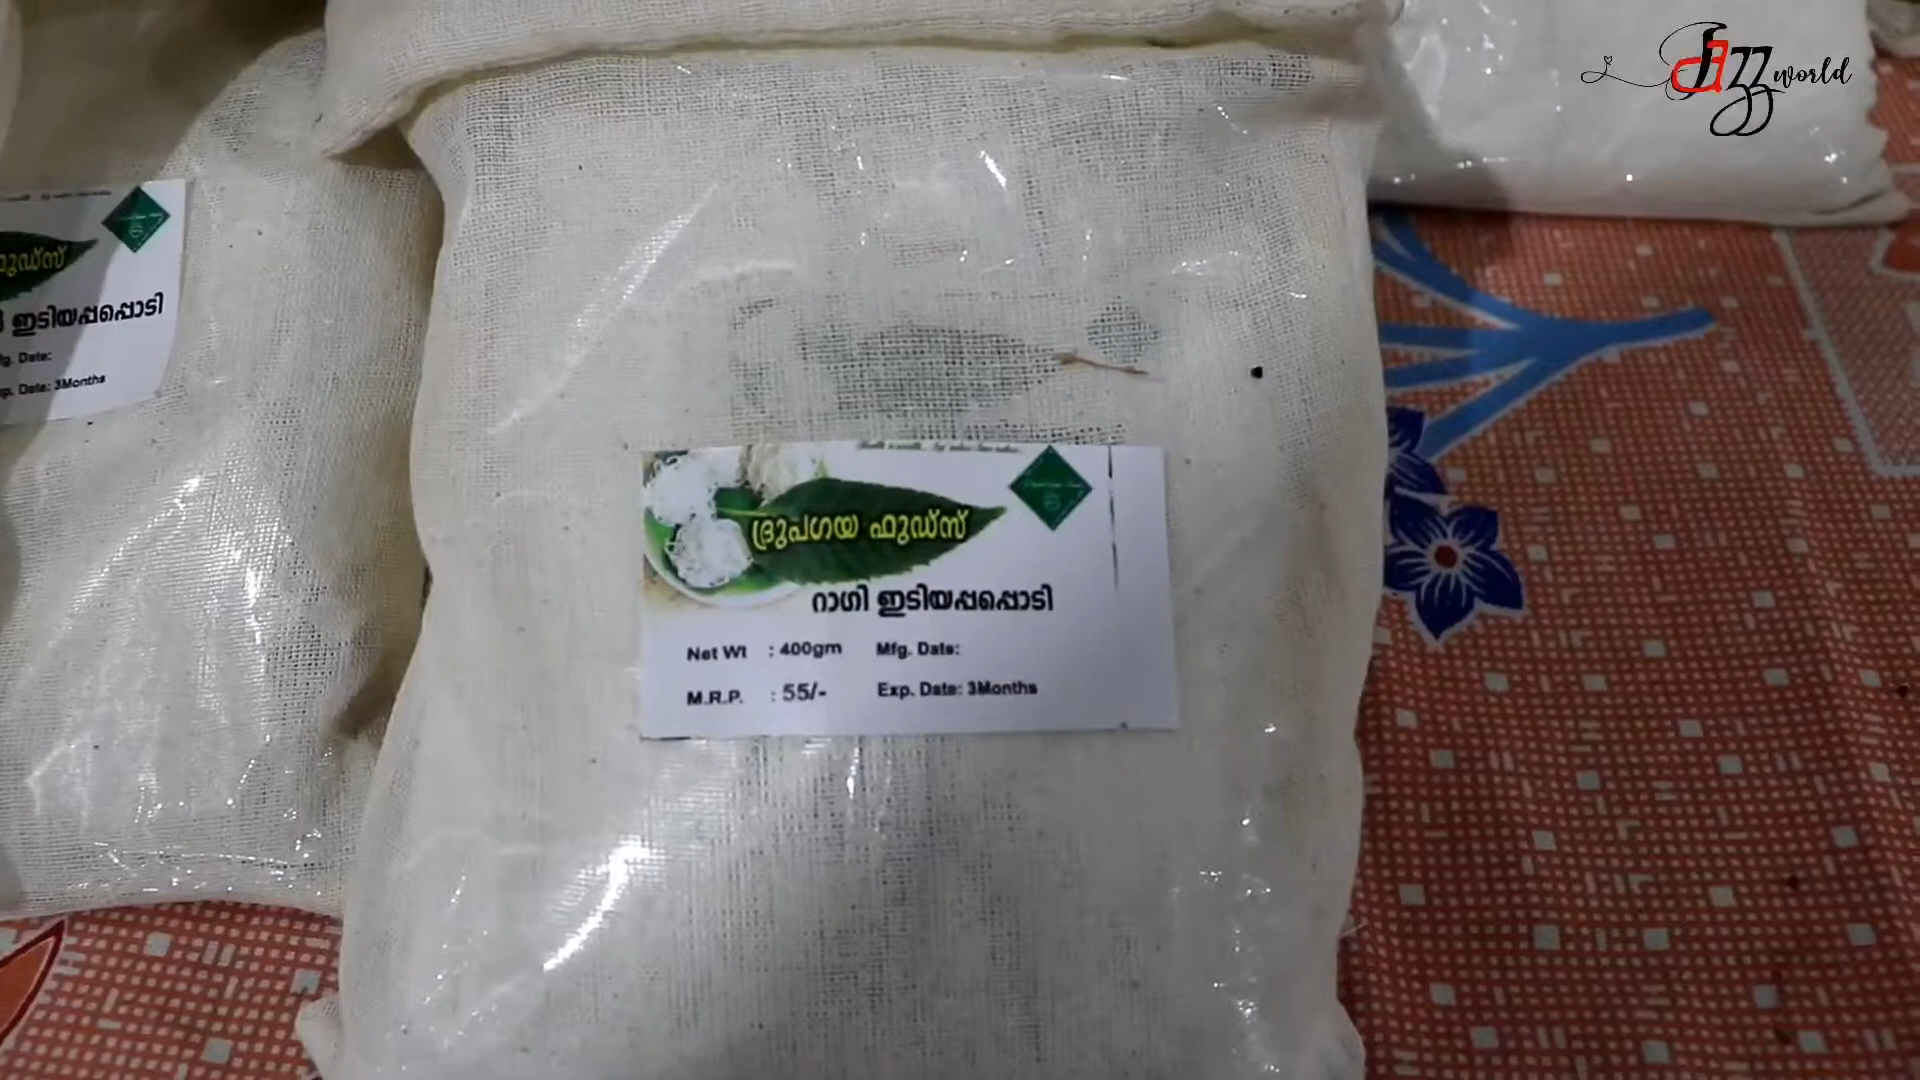 Jazz world
ഫുഡ്സ്
ഇടിയപ്പപ്പൊടി
Date:
Date: 3Months
ദ്രുപഗയ ഫുഡ്സ്
റാഗി ഇടിയപ്പപ്പൊടി
Net Wt : 400gm Mfg. Date:
M.R.P. : 55/- Exp. Date: 3Months